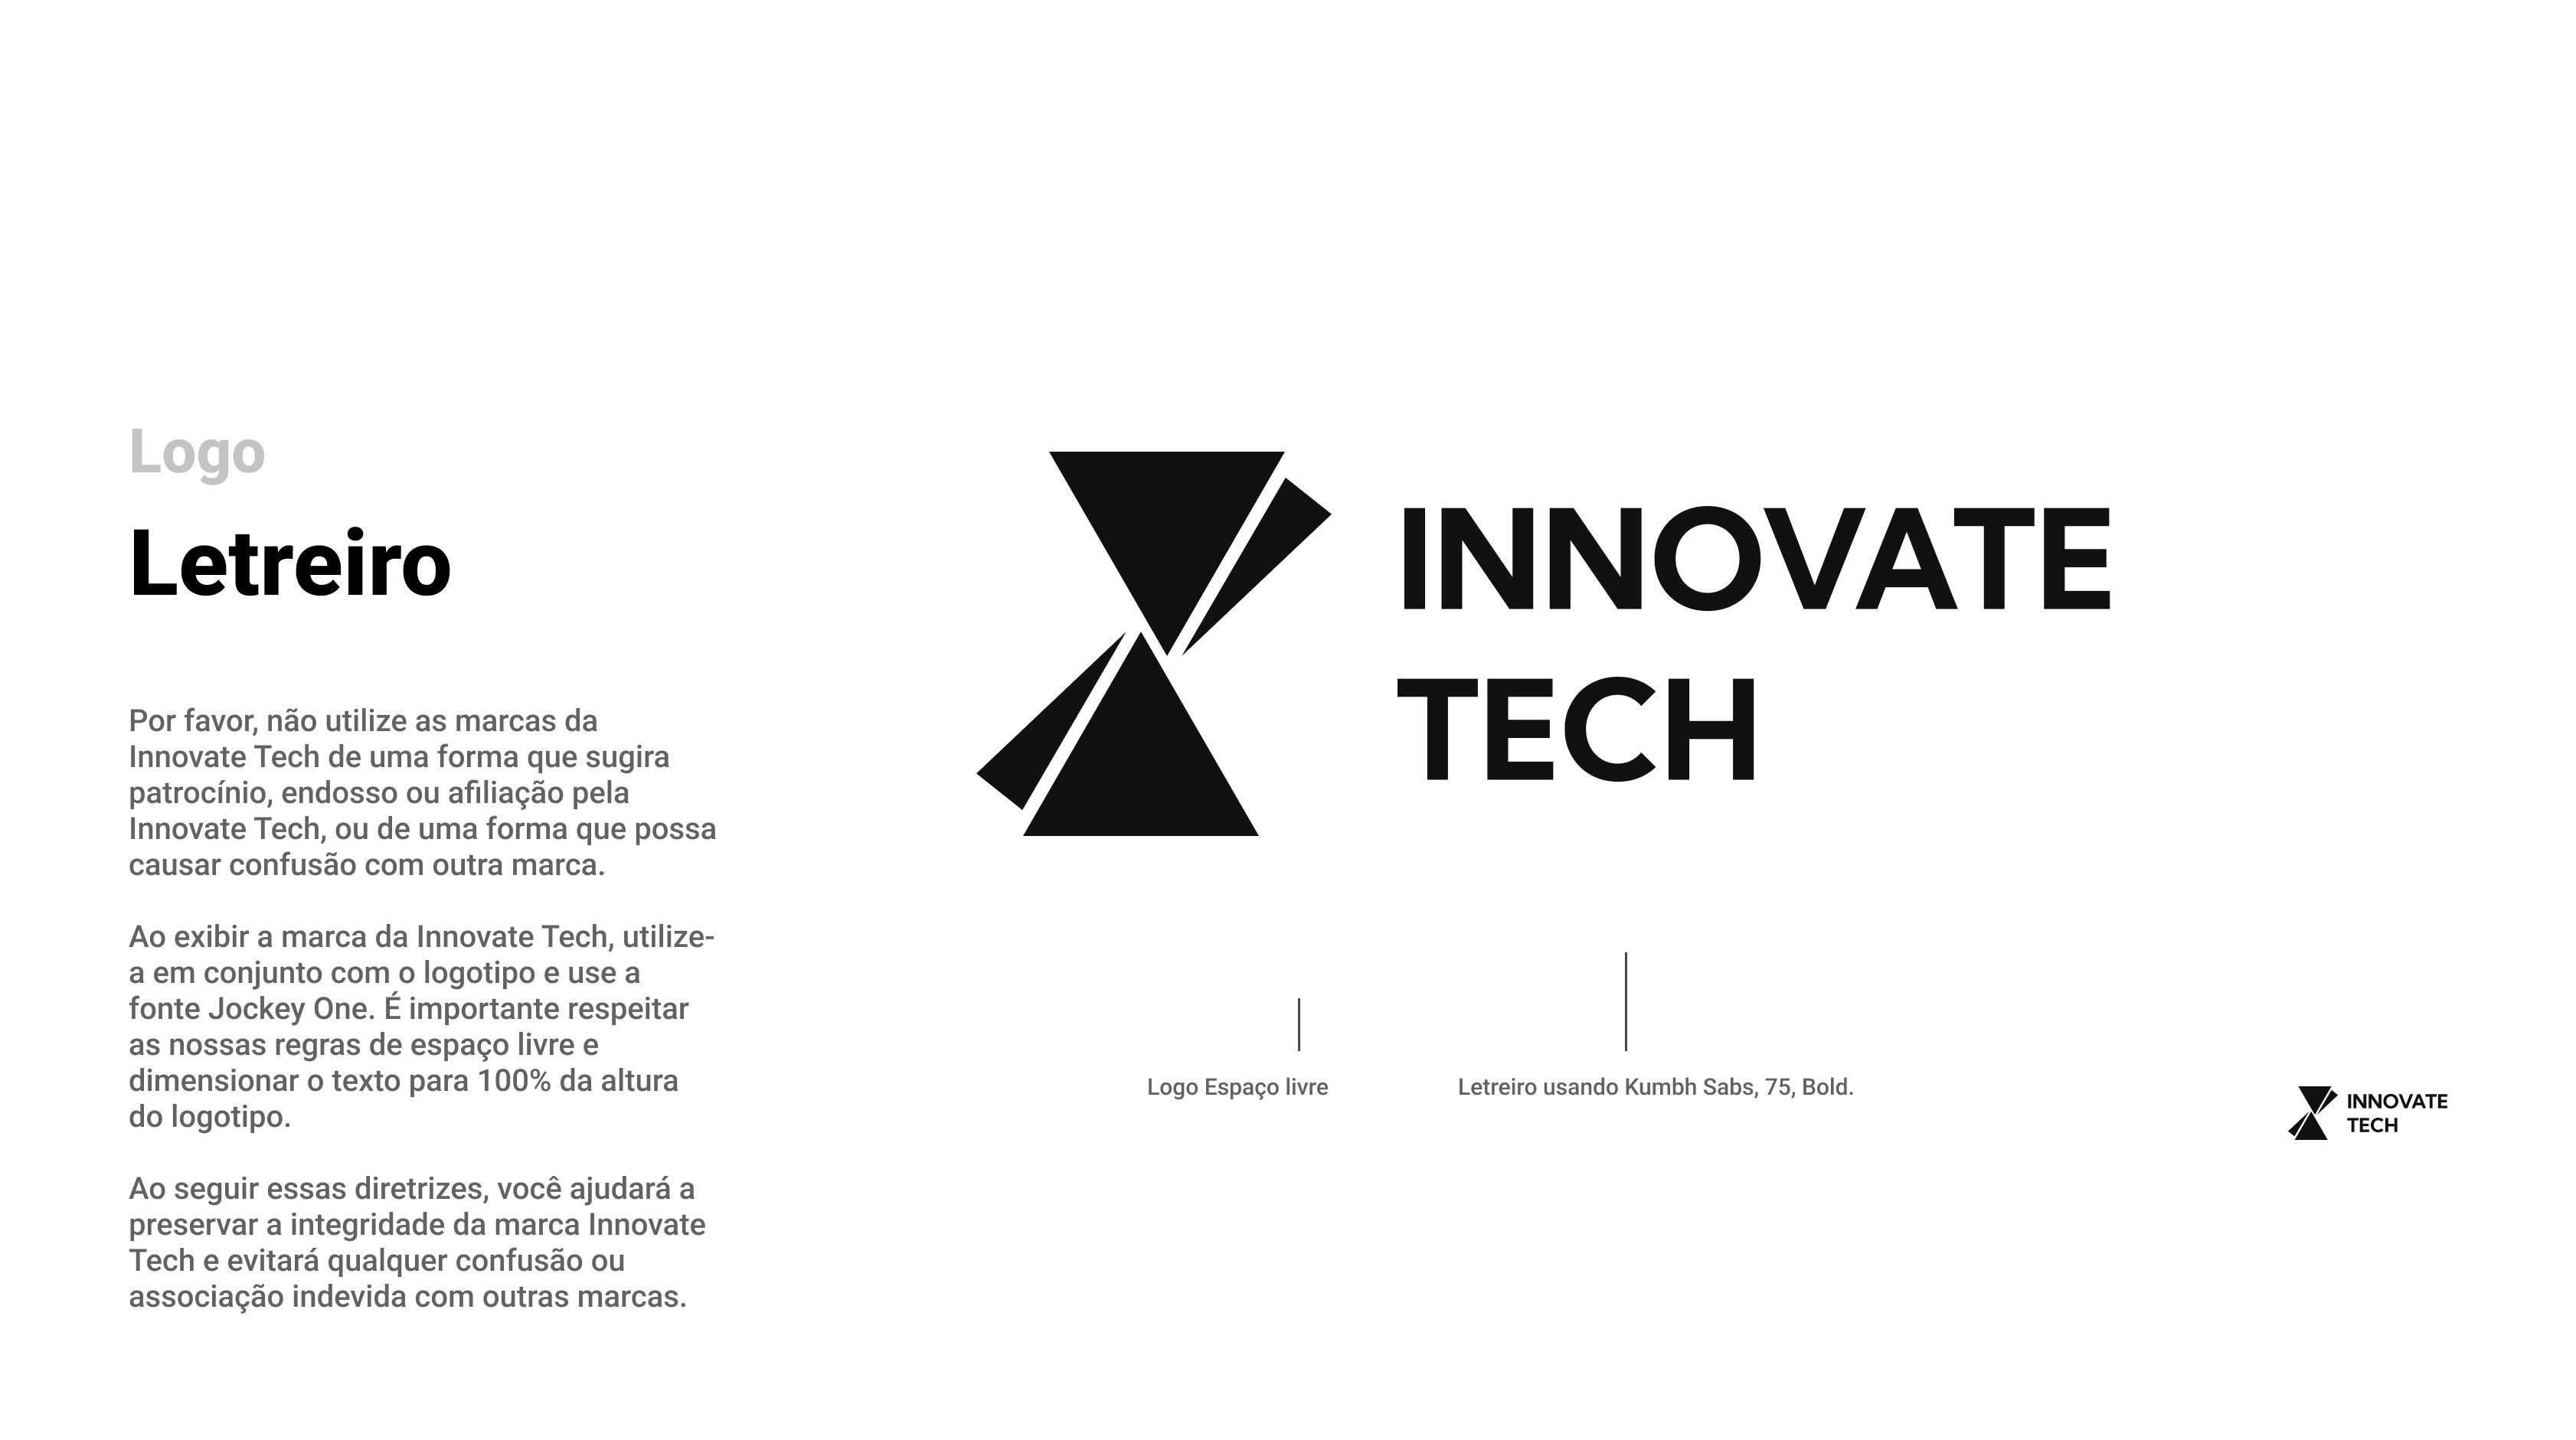 Logo
Letreiro
Por favor, não utilize as marcas da
Innovate Tech de uma forma que sugira
patrocínio, endosso ou afiliação pela
Innovate Tech, ou de uma forma que possa
causar confusão com outra marca.
Ao exibir a marca da Innovate Tech, utilize-
a em conjunto com o logotipo e use a
fonte Jockey One. É importante respeitar
as nossas regras de espaço livre e
dimensionar o texto para 100% da altura
do logotipo.
Ao seguir essas diretrizes, você ajudará a
preservar a integridade da marca Innovate
Tech e evitará qualquer confusão ou
associação indevida com outras marcas.
INNOVATE
TECH
Logo Espaço livre
Letreiro usando Kumbh Sabs, 75, Bold.
INNOVATE
TECH